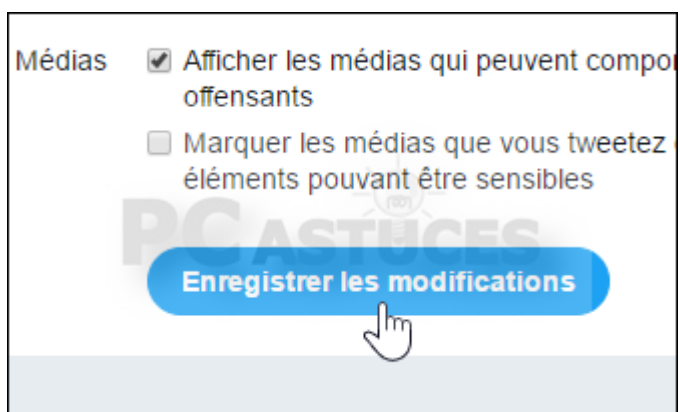 Médias
Afficher les médias qui peuvent
offensants
Marquer les médias que vous tweetez
éléments pouvant être sensibles
PC ASTUCES
Enregistrer les modifications